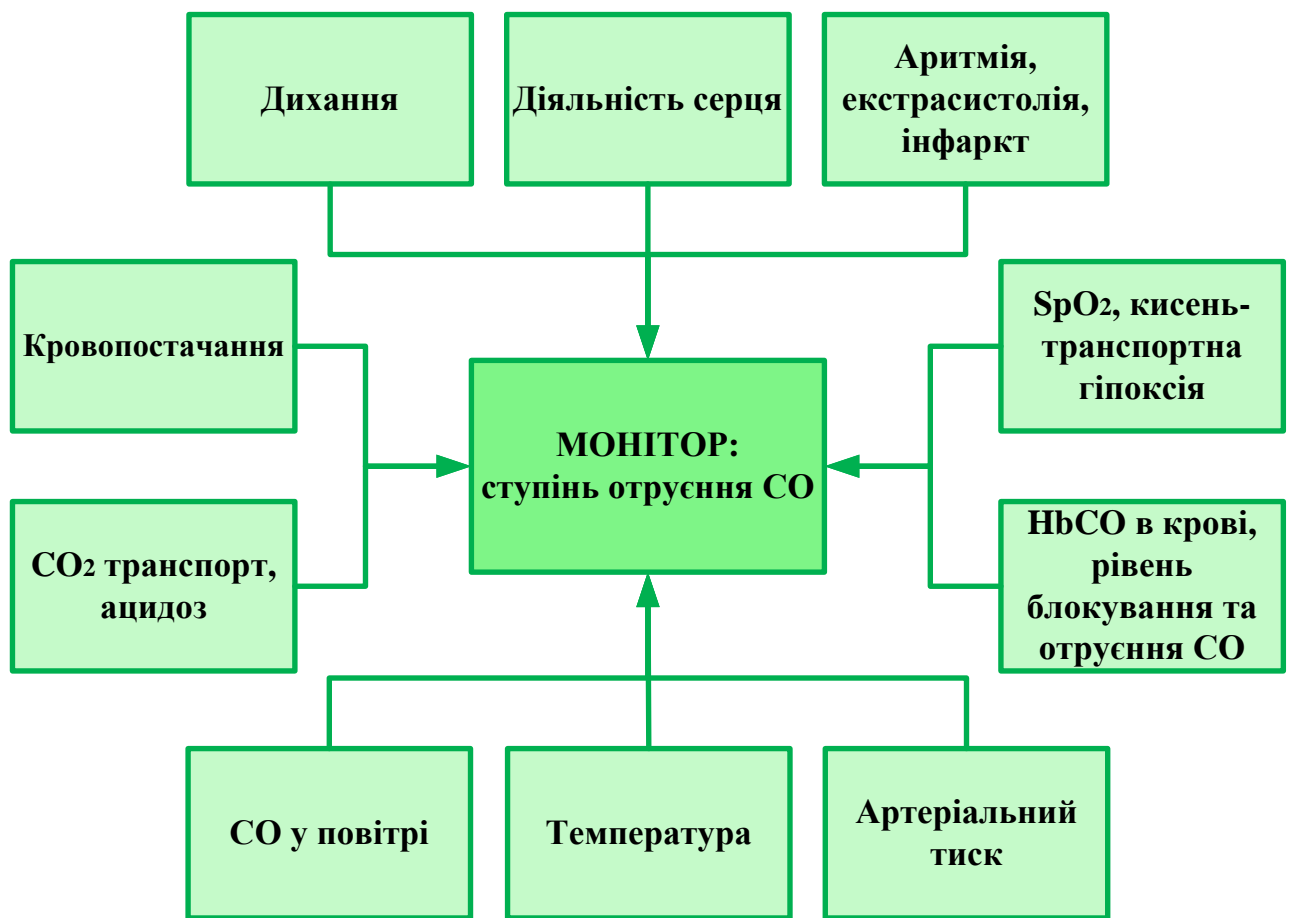 Дихання
Діяльність серця
Аритмія,
екстрасистолія,
інфаркт
Кровопостачання
SpO2, кисень-
транспортна
гіпоксія
МОНІТОР:
ступінь отруєння СО
СО2 транспорт,
ацидоз
HbCO в крові,
рівень
блокування та
отруєння СО
СО у повітрі
Температура
Артеріальний
тиск